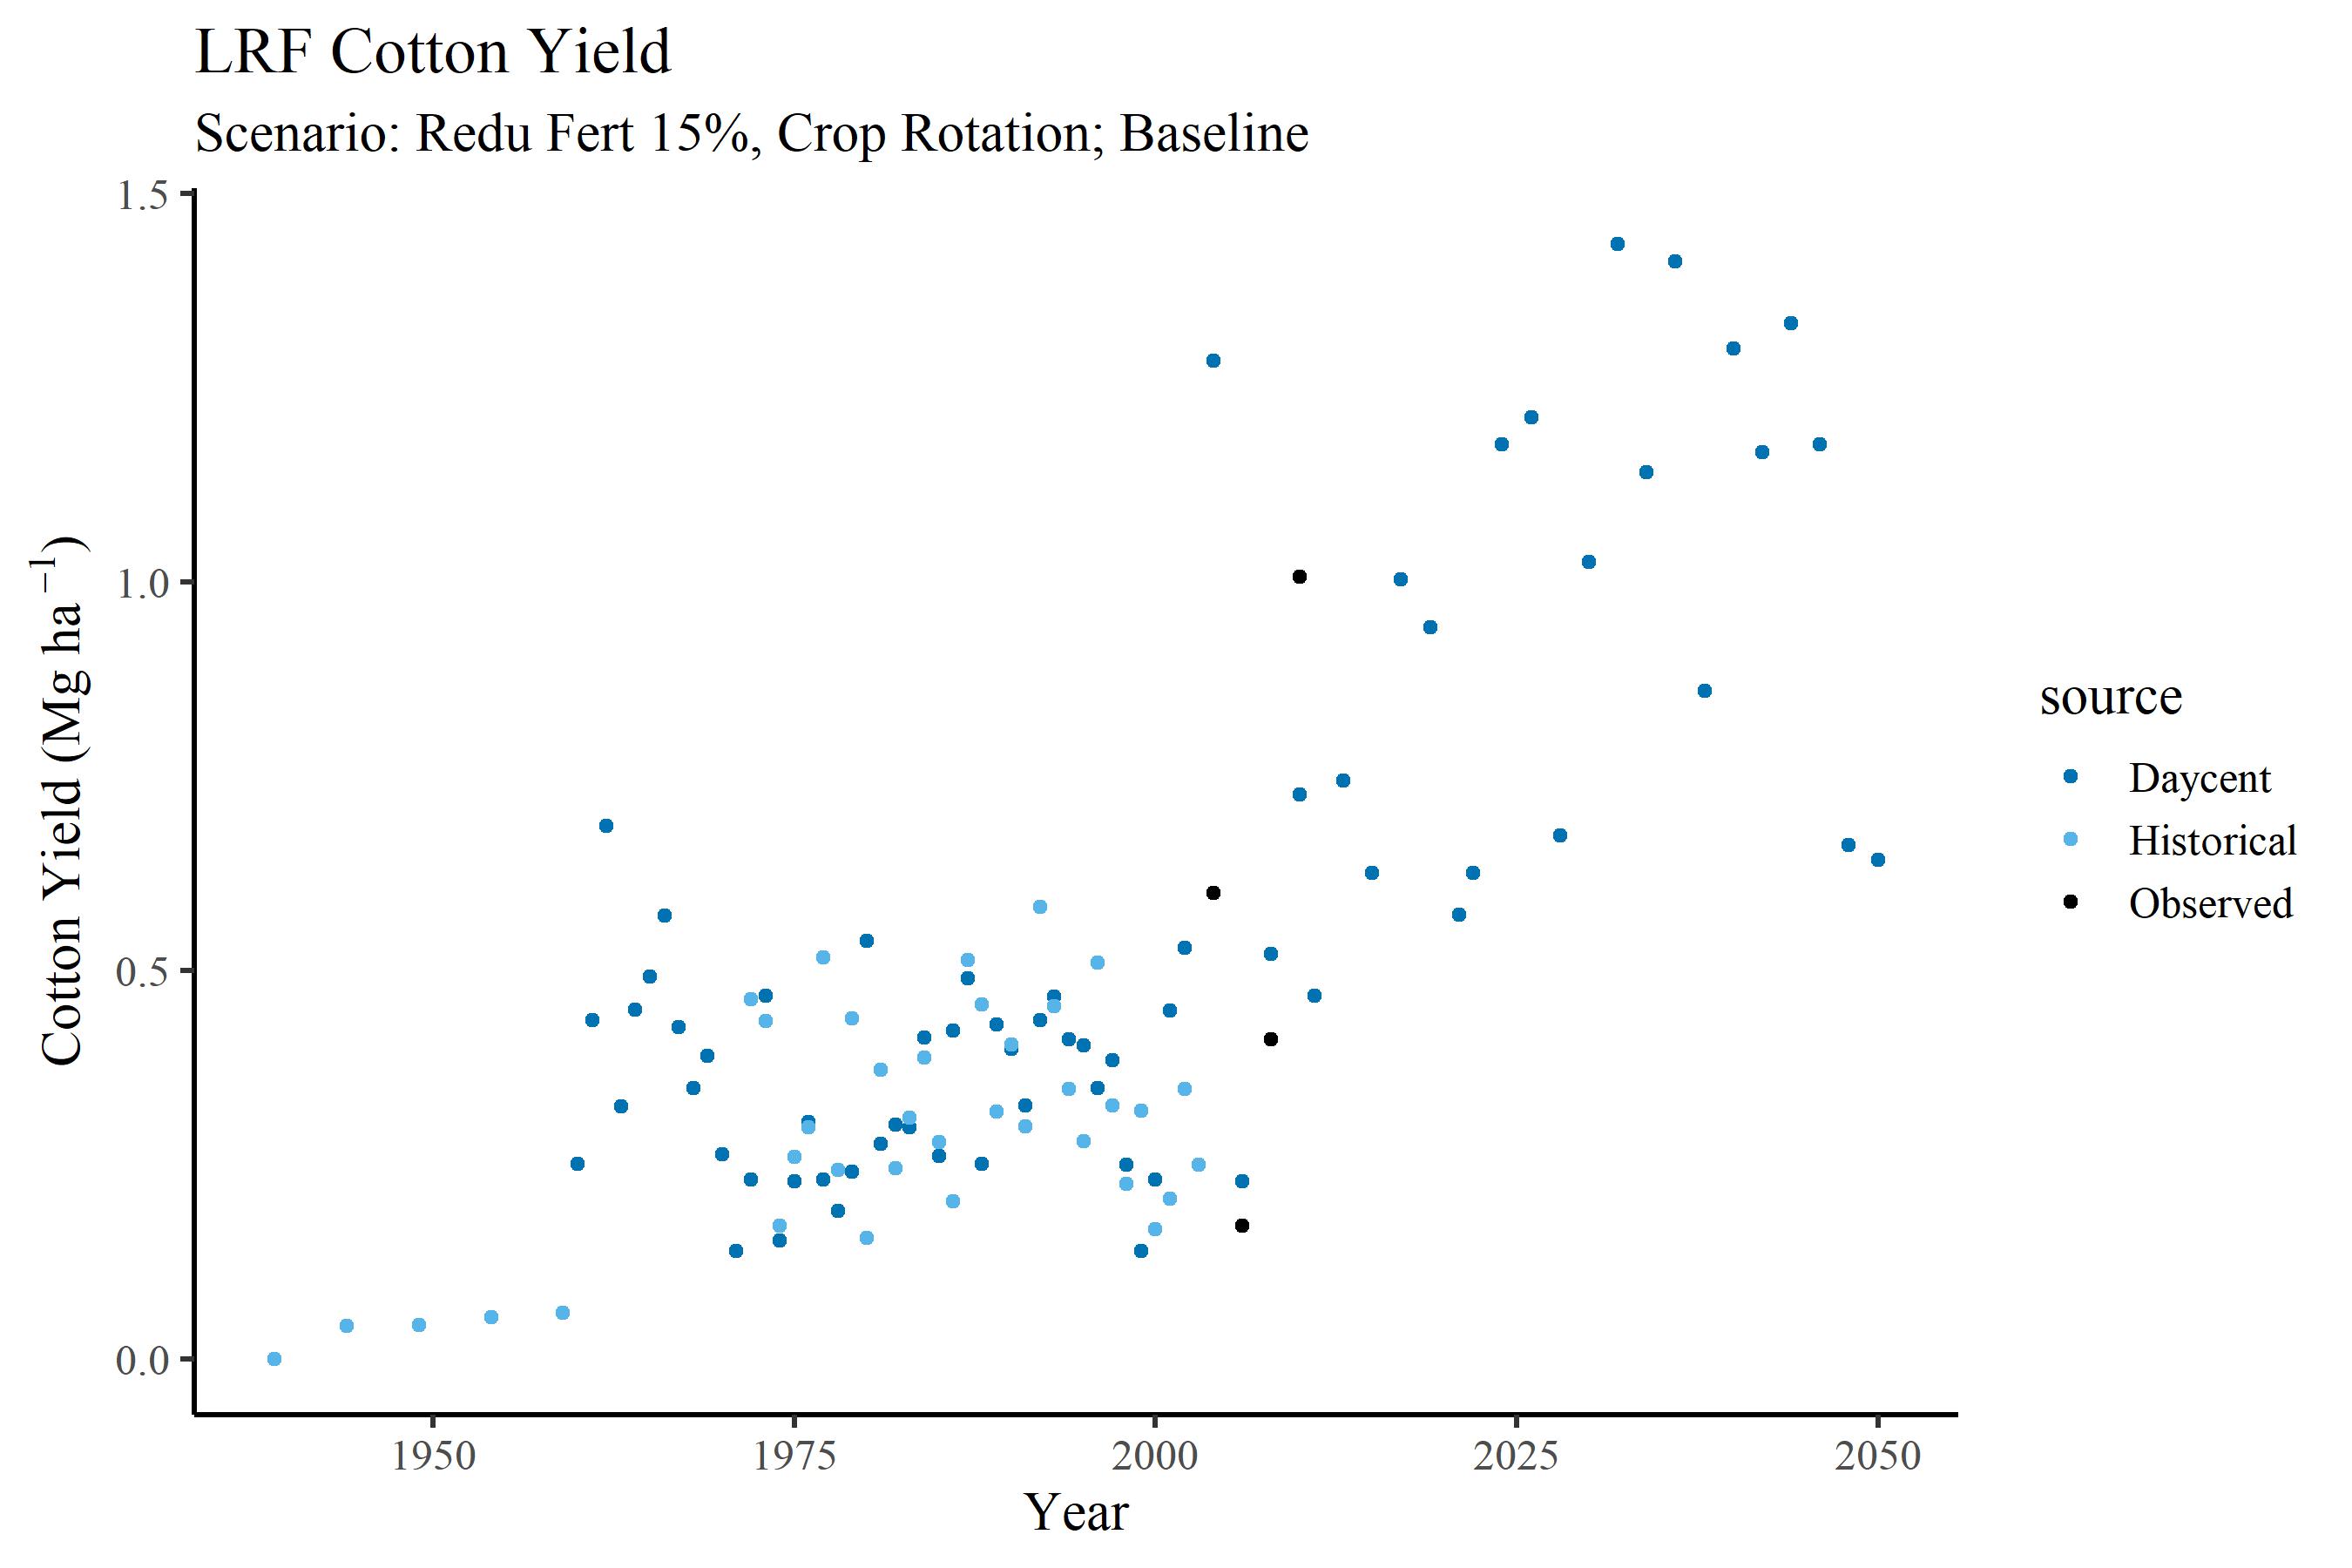 LRF Cotton Yield
Scenario: Redu Fert 15%, Crop Rotation; Baseline
1.5
1.0
0.5
0.0
Cotton Yield (Mg ha⁻¹)
1950 1975 2000 2025 2050
Year
source
Daycent
Historical
Observed